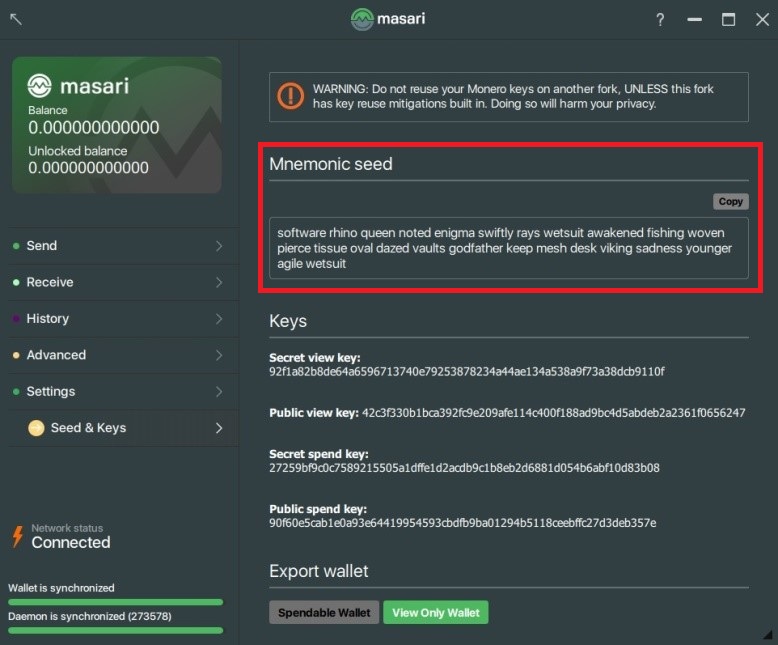 masari
?
masari
Balance
0.000000000000
Unlocked balance
0.000000000000
Send
Receive
History
Advanced
Settings
Seed & Keys
Network status
Connected
Wallet is synchronized
Daemon is synchronized (273578)
WARNING: Do not reuse your Monero keys on another fork, UNLESS this fork
has key reuse mitigations built in. Doing so will harm your privacy.
Mnemonic seed
Copy
software rhino queen noted enigma swiftly rays wetsuit awakened fishing woven
pierce tissue oval dazed vaults godfather keep mesh desk viking sadness younger
agile wetsuit
Keys
Secret view key:
92f1a82b8de64a6596713740e79253878234a44ae134a538a9f73a38dcb9110f
Public view key: 42c3f330b1bca392fc9e209afe114c400f188ad9bc4d5abdeb2a2361f0656247
Secret spend key:
27259bf9c0c7589215505a1dffe1d2acdb9c1b8eb2d6881d054b6abf10d83b08
Public spend key:
90f60e5cab1e0a93e64419954593cbdfb9ba01294b5118ceebffc27d3deb357e
Export wallet
Spendable Wallet
View Only Wallet